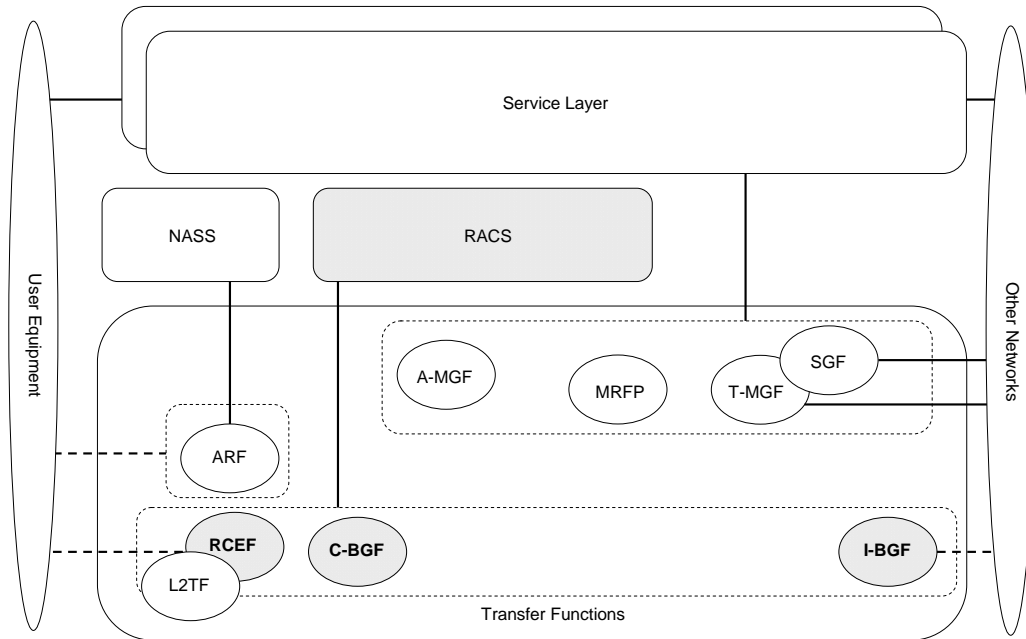 Service Layer
NASS
RACS
User Equipment
Other Networks
SGF
A-MGF
MRFP
T-MGF
ARF
RCEF
C-BGF
I-BGF
L2TF
Transfer Functions